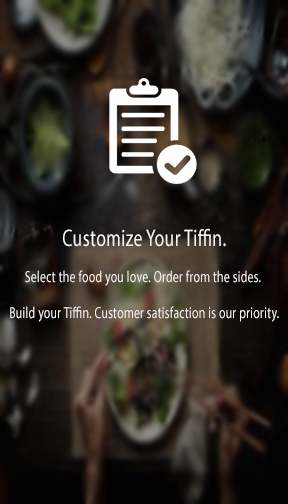 Customize Your Tiffin.
Select the food you love. Order from the sides.
Build your Tiffin. Customer satisfaction is our priority.